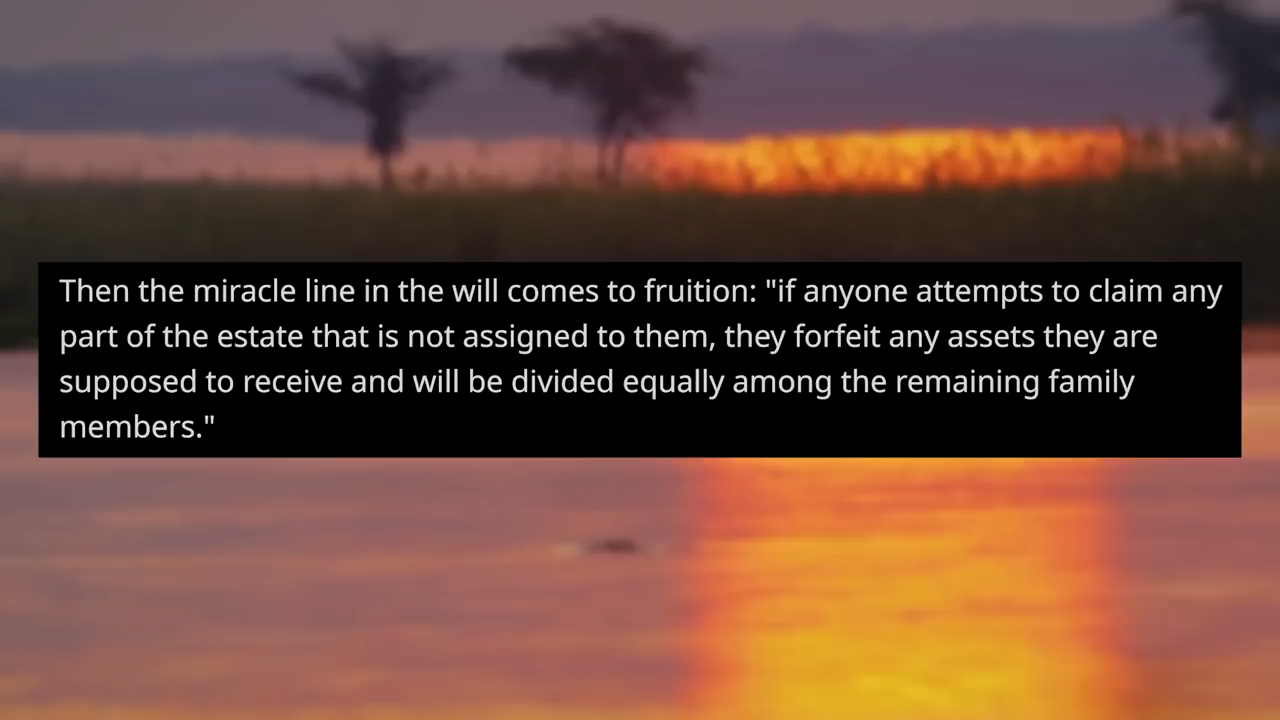 Then the miracle line in the will comes to fruition: "if anyone attempts to claim any
part of the estate that is not assigned to them, they forfeit any assets they are
supposed to receive and will be divided equally among the remaining family
members."